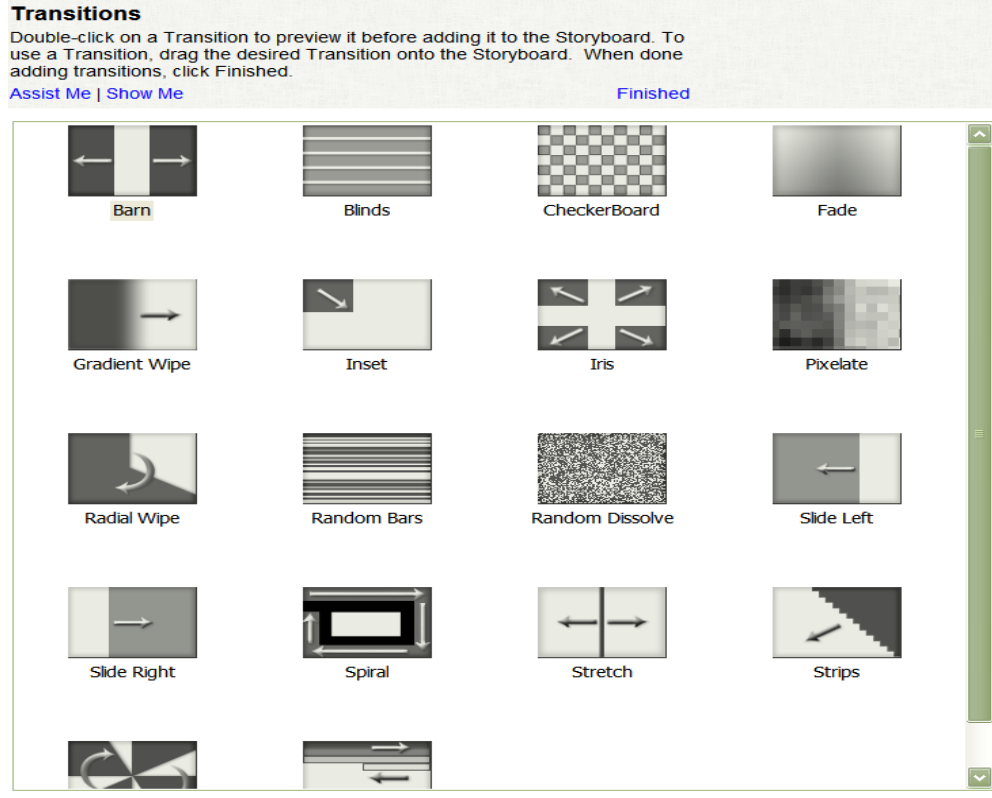 Transitions
Double-click on a Transition to preview it before adding it to the Storyboard. To
use a Transition, drag the desired Transition onto the Storyboard.  When done
adding transitions, click Finished.
Assist Me | Show Me Finished
Barn Blinds CheckerBoard Fade
Gradient Wipe Inset Iris Pixelate
Radial Wipe Random Bars Random Dissolve Slide Left
Slide Right Spiral Stretch Strips